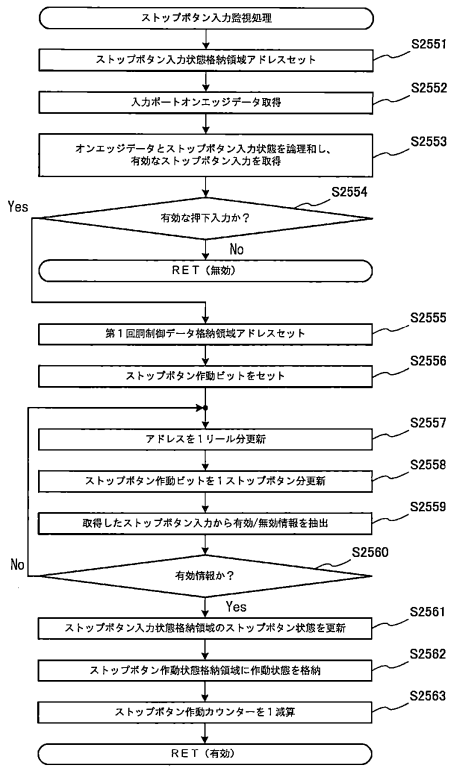 ストップボタン入力監視処理
S2551
ストップボタン入力状態格納領域アドレスセット
S2552
入力ポートオンエッジデータ取得
S2553
オンエッジデータとストップボタン入力状態を論理和し、
有効なストップボタン入力を取得
S2554
Yes
有効な押下入力か?
No
RET(無効)
S2555
第1回胴制御データ格納領域アドレスセット
S2556
ストップボタン作動ビットをセット
S2557
アドレスを1リール分更新
S2558
ストップボタン作動ビットを1ストップボタン分更新
S2559
取得したストップボタン入力から有効/無効情報を抽出
S2560
No
有効情報か?
Yes
S2561
ストップボタン入力状態格納領域のストップボタン状態を更新
S2562
ストップボタン作動状態格納領域に作動状態を格納
S2563
ストップボタン作動カウンターを1減算
RET(有効)